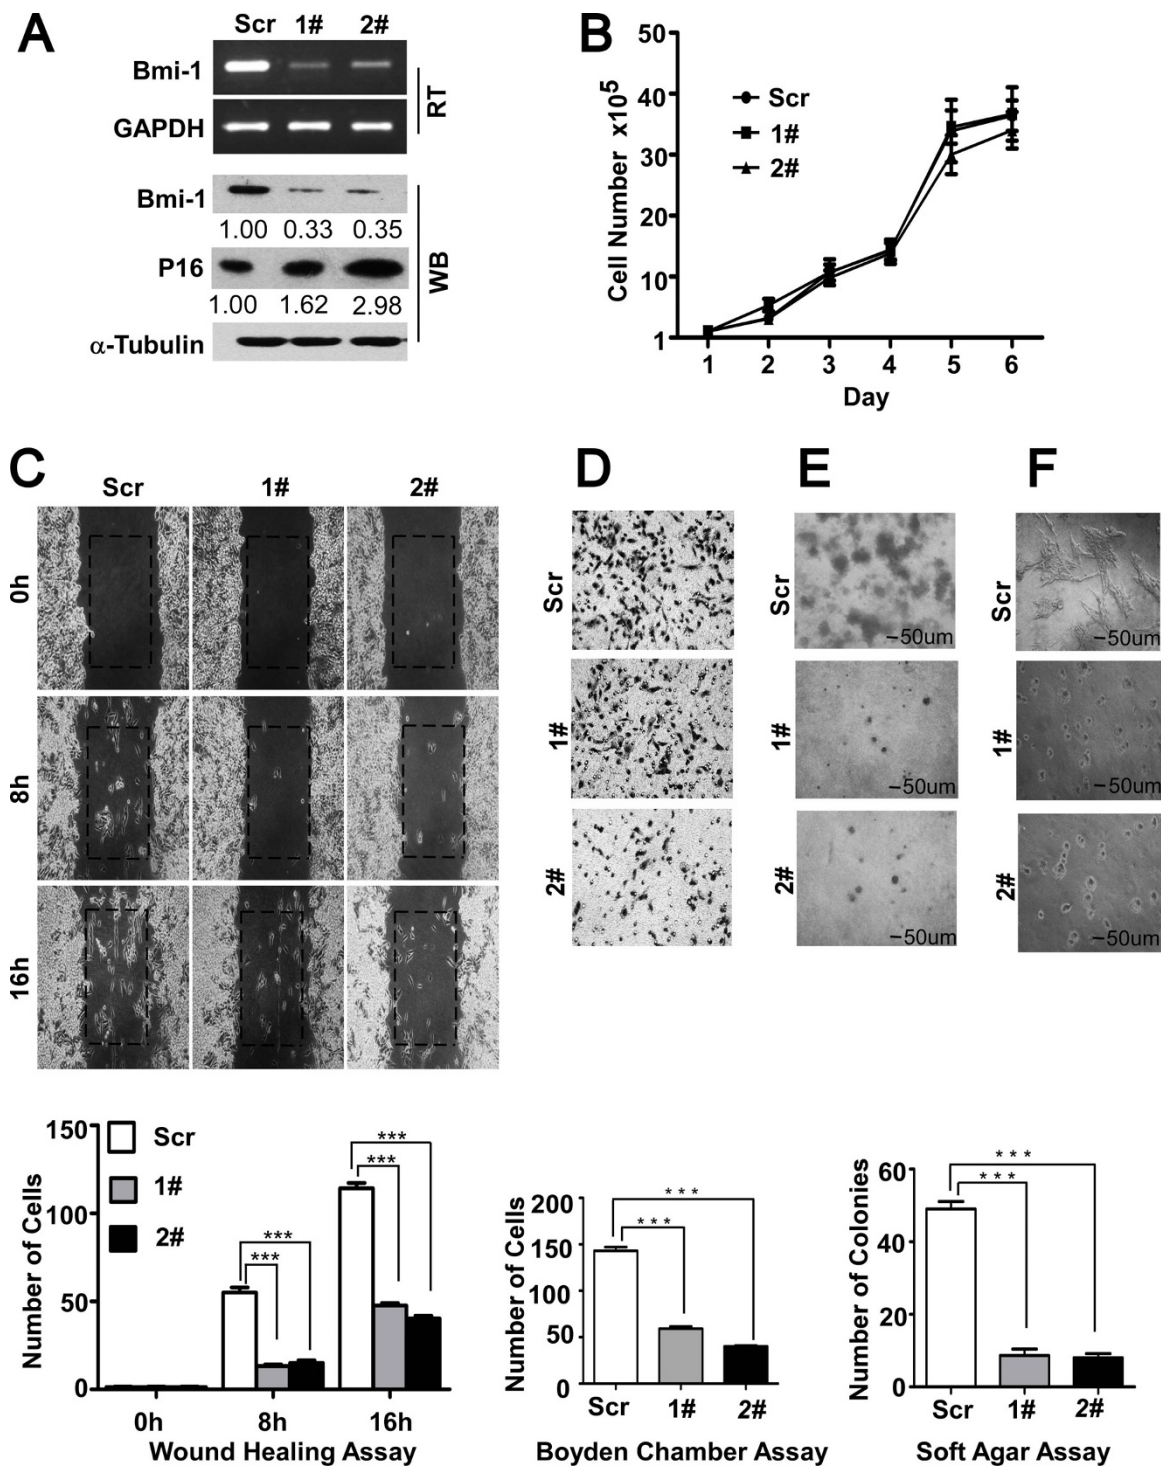 A
Scr 1# 2#
Bmi-1
GAPDH
RT
Bmi-1
1.00 0.33 0.35
P16
1.00 1.62 2.98
α-Tubulin
WB
B
50
40
30
20
10
1
Cell Number x10⁵
Scr
1#
2#
1 2 3 4 5 6
Day
C
Scr 1# 2#
0h
8h
16h
D
Scr
1#
2#
E
Scr
~50um
1#
~50um
2#
~50um
F
Scr
~50um
1#
~50um
2#
~50um
150
100
50
0
Number of Cells
Scr
1#
2#
***
***
***
***
0h 8h 16h
Wound Healing Assay
200
150
100
50
0
Number of Cells
***
***
Scr 1# 2#
Boyden Chamber Assay
60
40
20
0
Number of Colonies
***
***
Scr 1# 2#
Soft Agar Assay